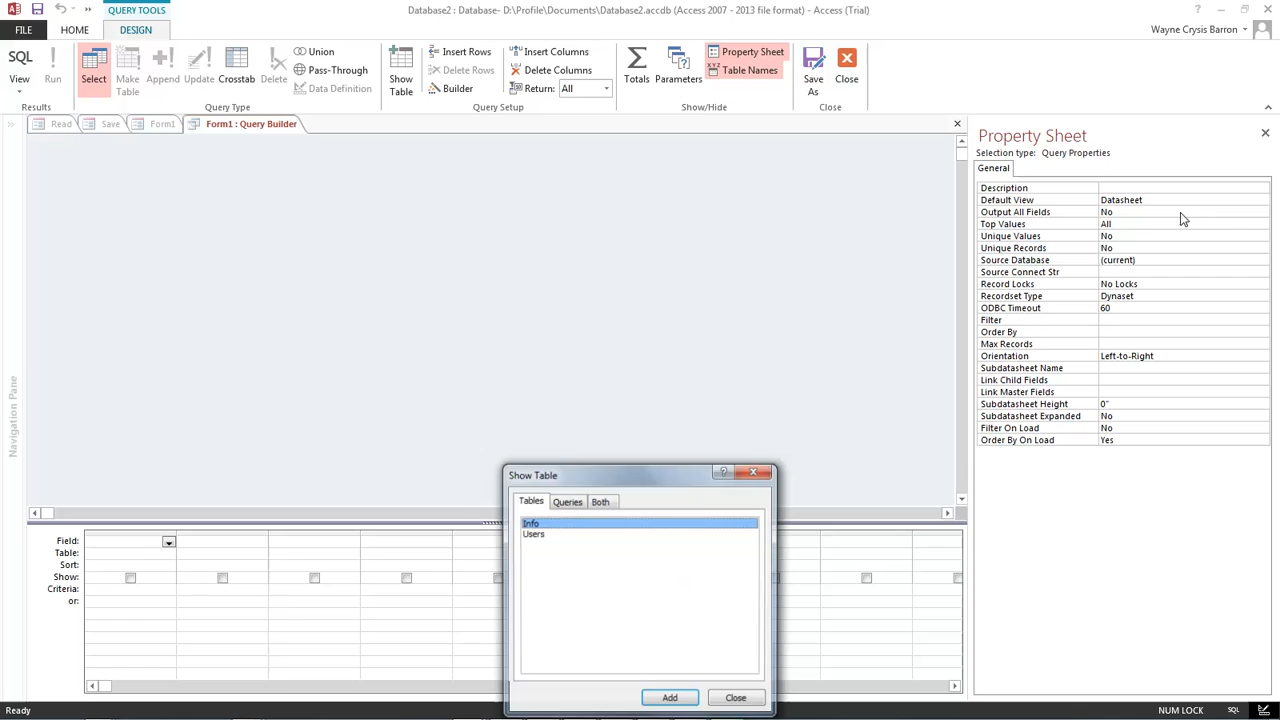 Database2 : Database- D:\Profile\Documents\Database2.accdb (Access 2007 - 2013 file format) - Access (Trial)
QUERY TOOLS
FILE HOME DESIGN
Wayne Crysis Barron
SQL View
Run
Results
Select
Make Table
Append
Update
Crosstab
Delete
Union
Pass-Through
Data Definition
Query Type
Show Table
Insert Rows
Delete Rows
Builder
Insert Columns
Delete Columns
Return: All
Query Setup
Totals
Parameters
Property Sheet
XYZ Table Names
Show/Hide
Save As
Close
Close
Read Save Form1 Form1 : Query Builder
Navigation Pane
Property Sheet
Selection type: Query Properties
General
Description
Default View Datasheet
Output All Fields No
Top Values All
Unique Values No
Unique Records No
Source Database (current)
Source Connect Str
Record Locks No Locks
Recordset Type Dynaset
ODBC Timeout 60
Filter
Order By
Max Records
Orientation Left-to-Right
Subdatasheet Name
Link Child Fields
Link Master Fields
Subdatasheet Height 0"
Subdatasheet Expanded No
Filter On Load No
Order By On Load Yes
Show Table
Tables Queries Both
Info
Users
Add Close
Field:
Table:
Sort:
Show:
Criteria:
or:
Ready
NUM LOCK SQL